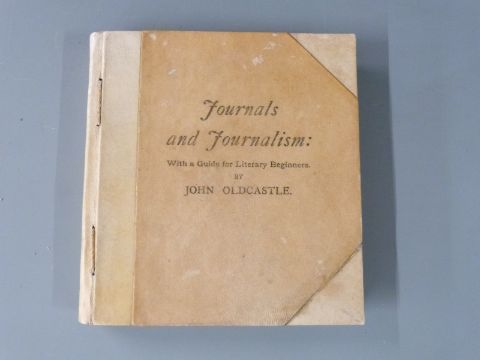 Journals
and Journalism:
With a Guide for Literary Beginners.
BY
JOHN OLDCASTLE.